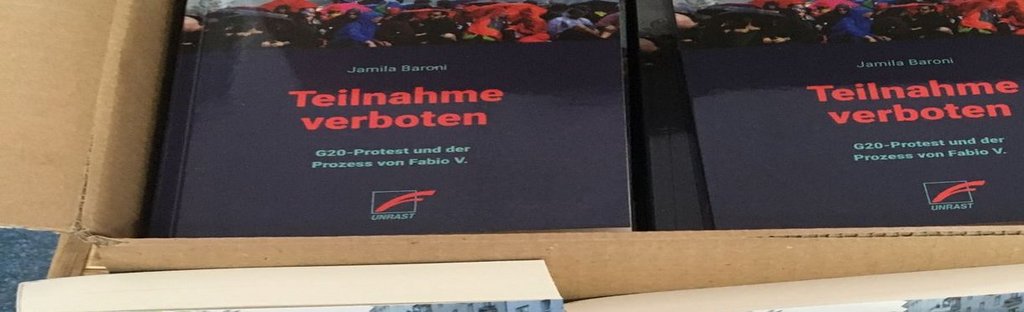 Jamila Baroni
Teilnahme
verboten
G20-Protest und der
Prozess von Fabio V.
UNRAST
Jamila Baroni
Teilnahme
verboten
G20-Protest und der
Prozess von Fabio V.
UNRAST